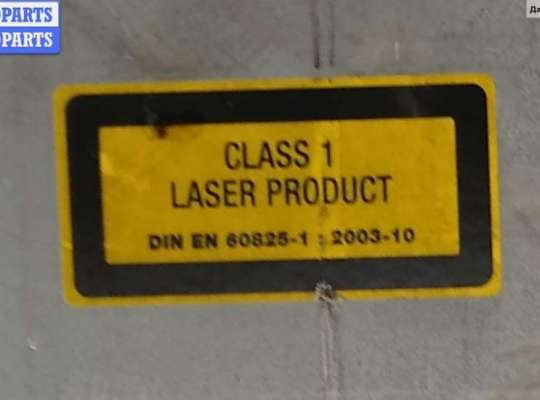 PARTS
PARTS
CLASS 1
LASER PRODUCT
DIN EN 60825-1 : 2003-10